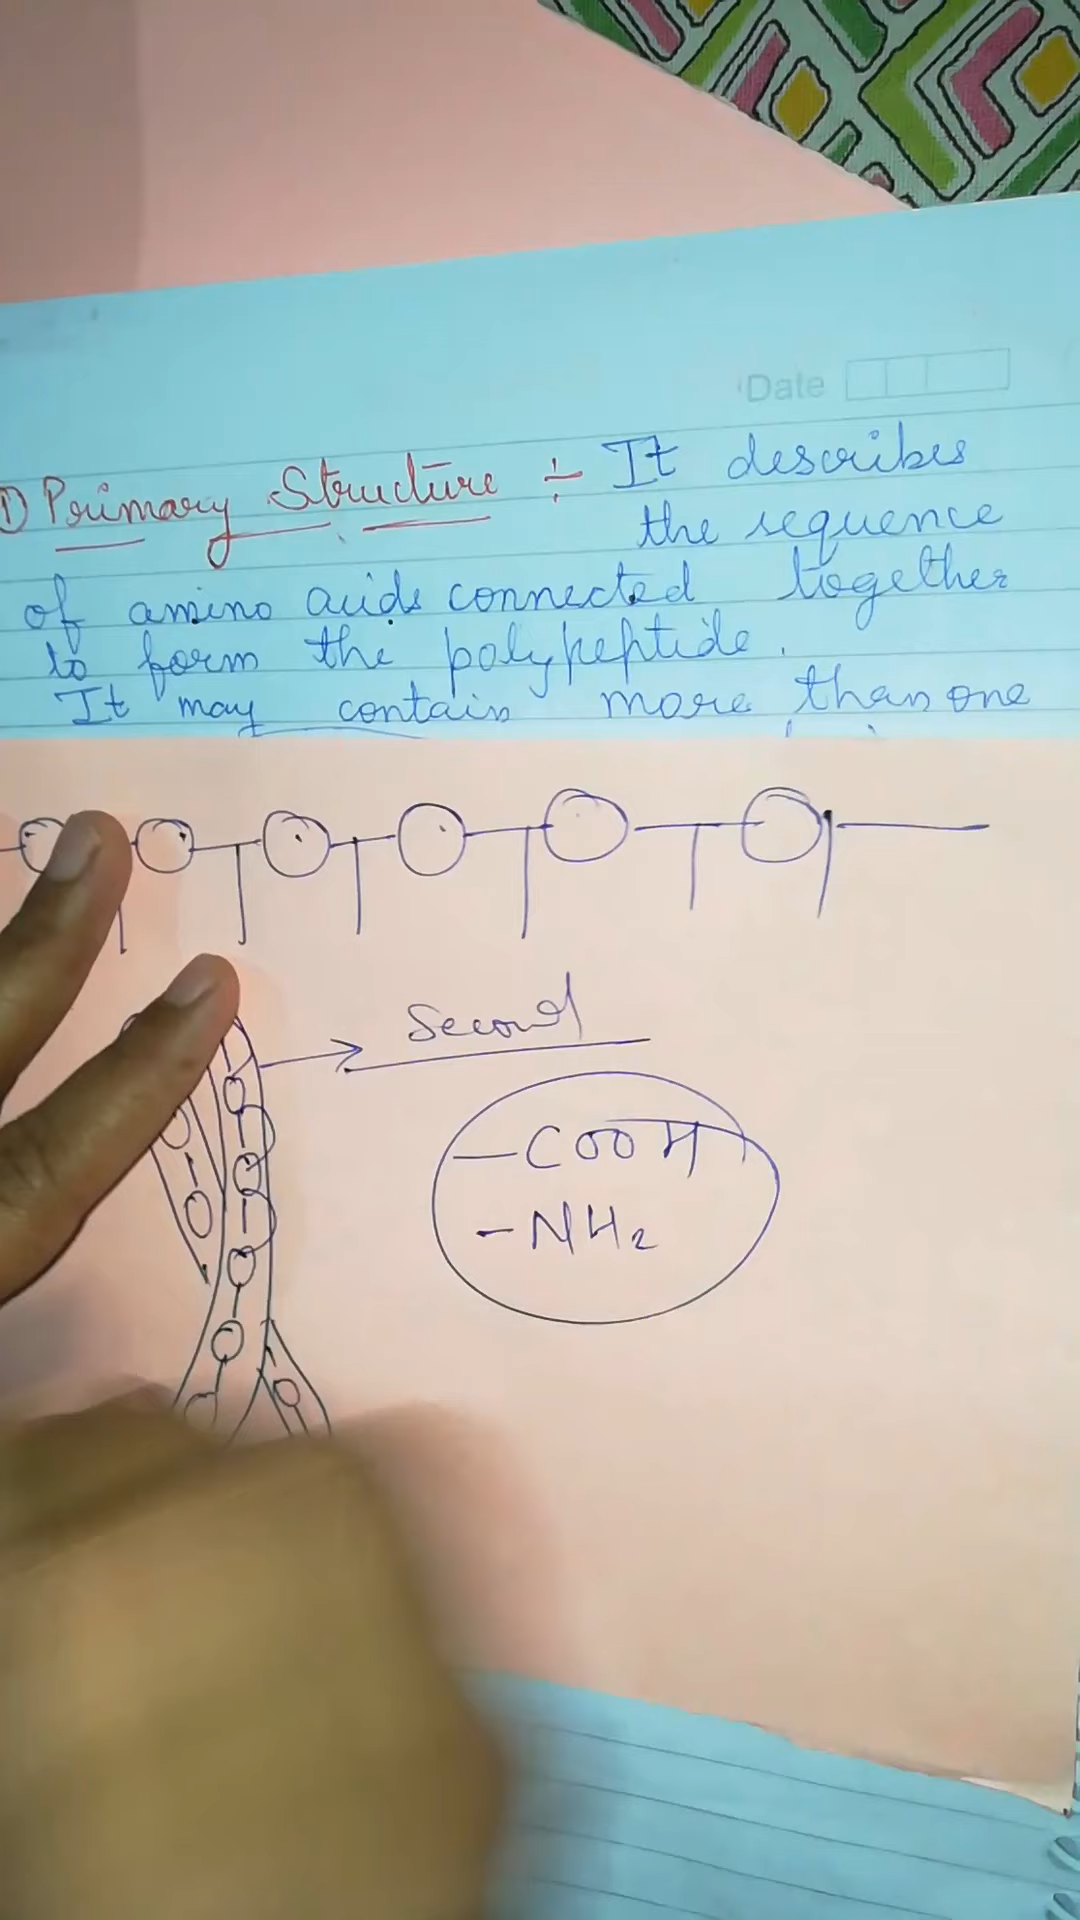 Date
1) Primary Structure ÷ It describes
the sequence
of amino acids connected together
to form the polypeptide.
It may contain more than one
Second
-COOH
-NH2